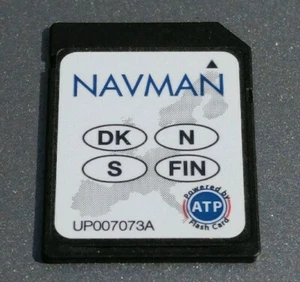 NAVMAN
DK N
S FIN
Powered by
ATP
Flash Card
UP007073A